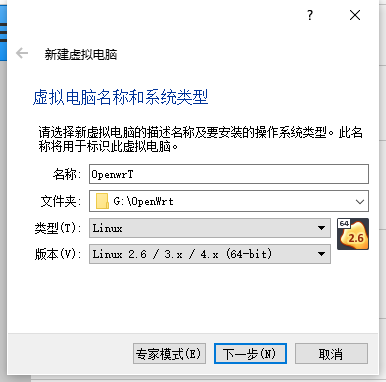 ?
新建虚拟电脑
虚拟电脑名称和系统类型
请选择新虚拟电脑的描述名称及要安装的操作系统类型。此名
称将用于标识此虚拟电脑。
名称: OpenwrT
文件夹: G:\OpenWrt
类型(T): Linux
64
版本(V): Linux 2.6 / 3.x / 4.x (64-bit)
2.6
专家模式(E) 下一步(N) 取消